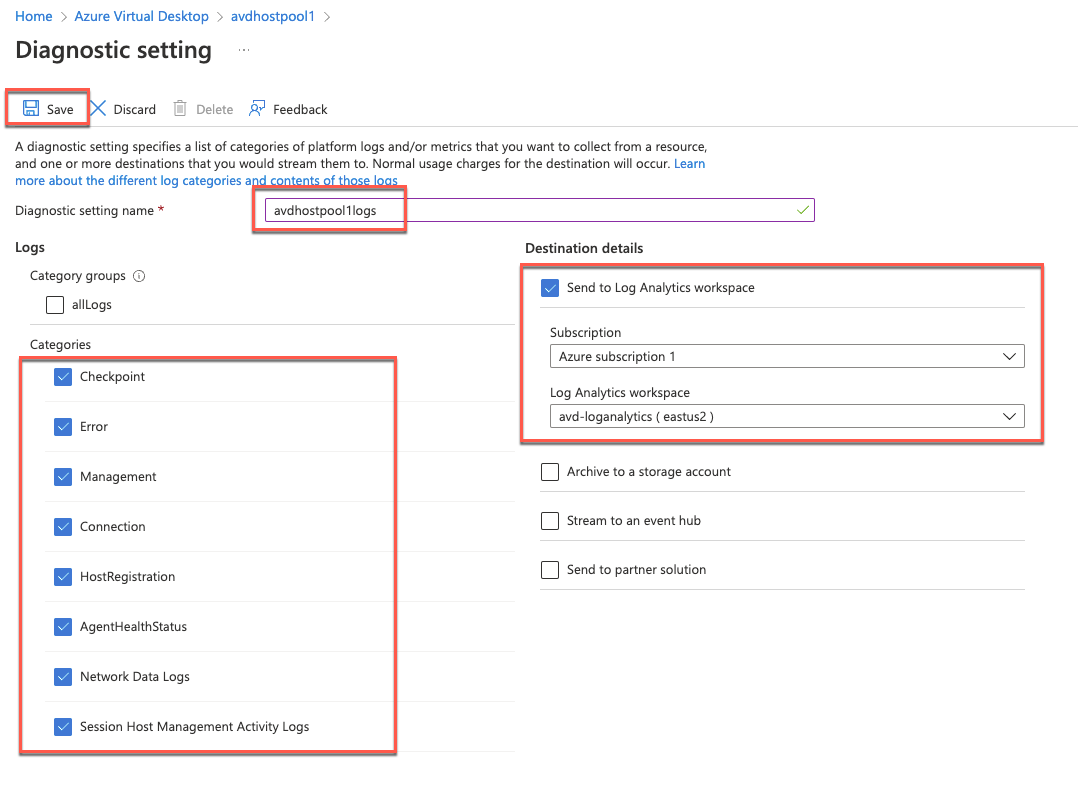 Home > Azure Virtual Desktop > avdhostpool1 >
Diagnostic setting ...
Save Discard Delete Feedback
A diagnostic setting specifies a list of categories of platform logs and/or metrics that you want to collect from a resource,
and one or more destinations that you would stream them to. Normal usage charges for the destination will occur. Learn
more about the different log categories and contents of those logs
Diagnostic setting name *
avdhostpool1logs
Logs
Category groups
allLogs
Categories
Checkpoint
Error
Management
Connection
HostRegistration
AgentHealthStatus
Network Data Logs
Session Host Management Activity Logs
Destination details
Send to Log Analytics workspace
Subscription
Azure subscription 1
Log Analytics workspace
avd-loganalytics ( eastus2 )
Archive to a storage account
Stream to an event hub
Send to partner solution